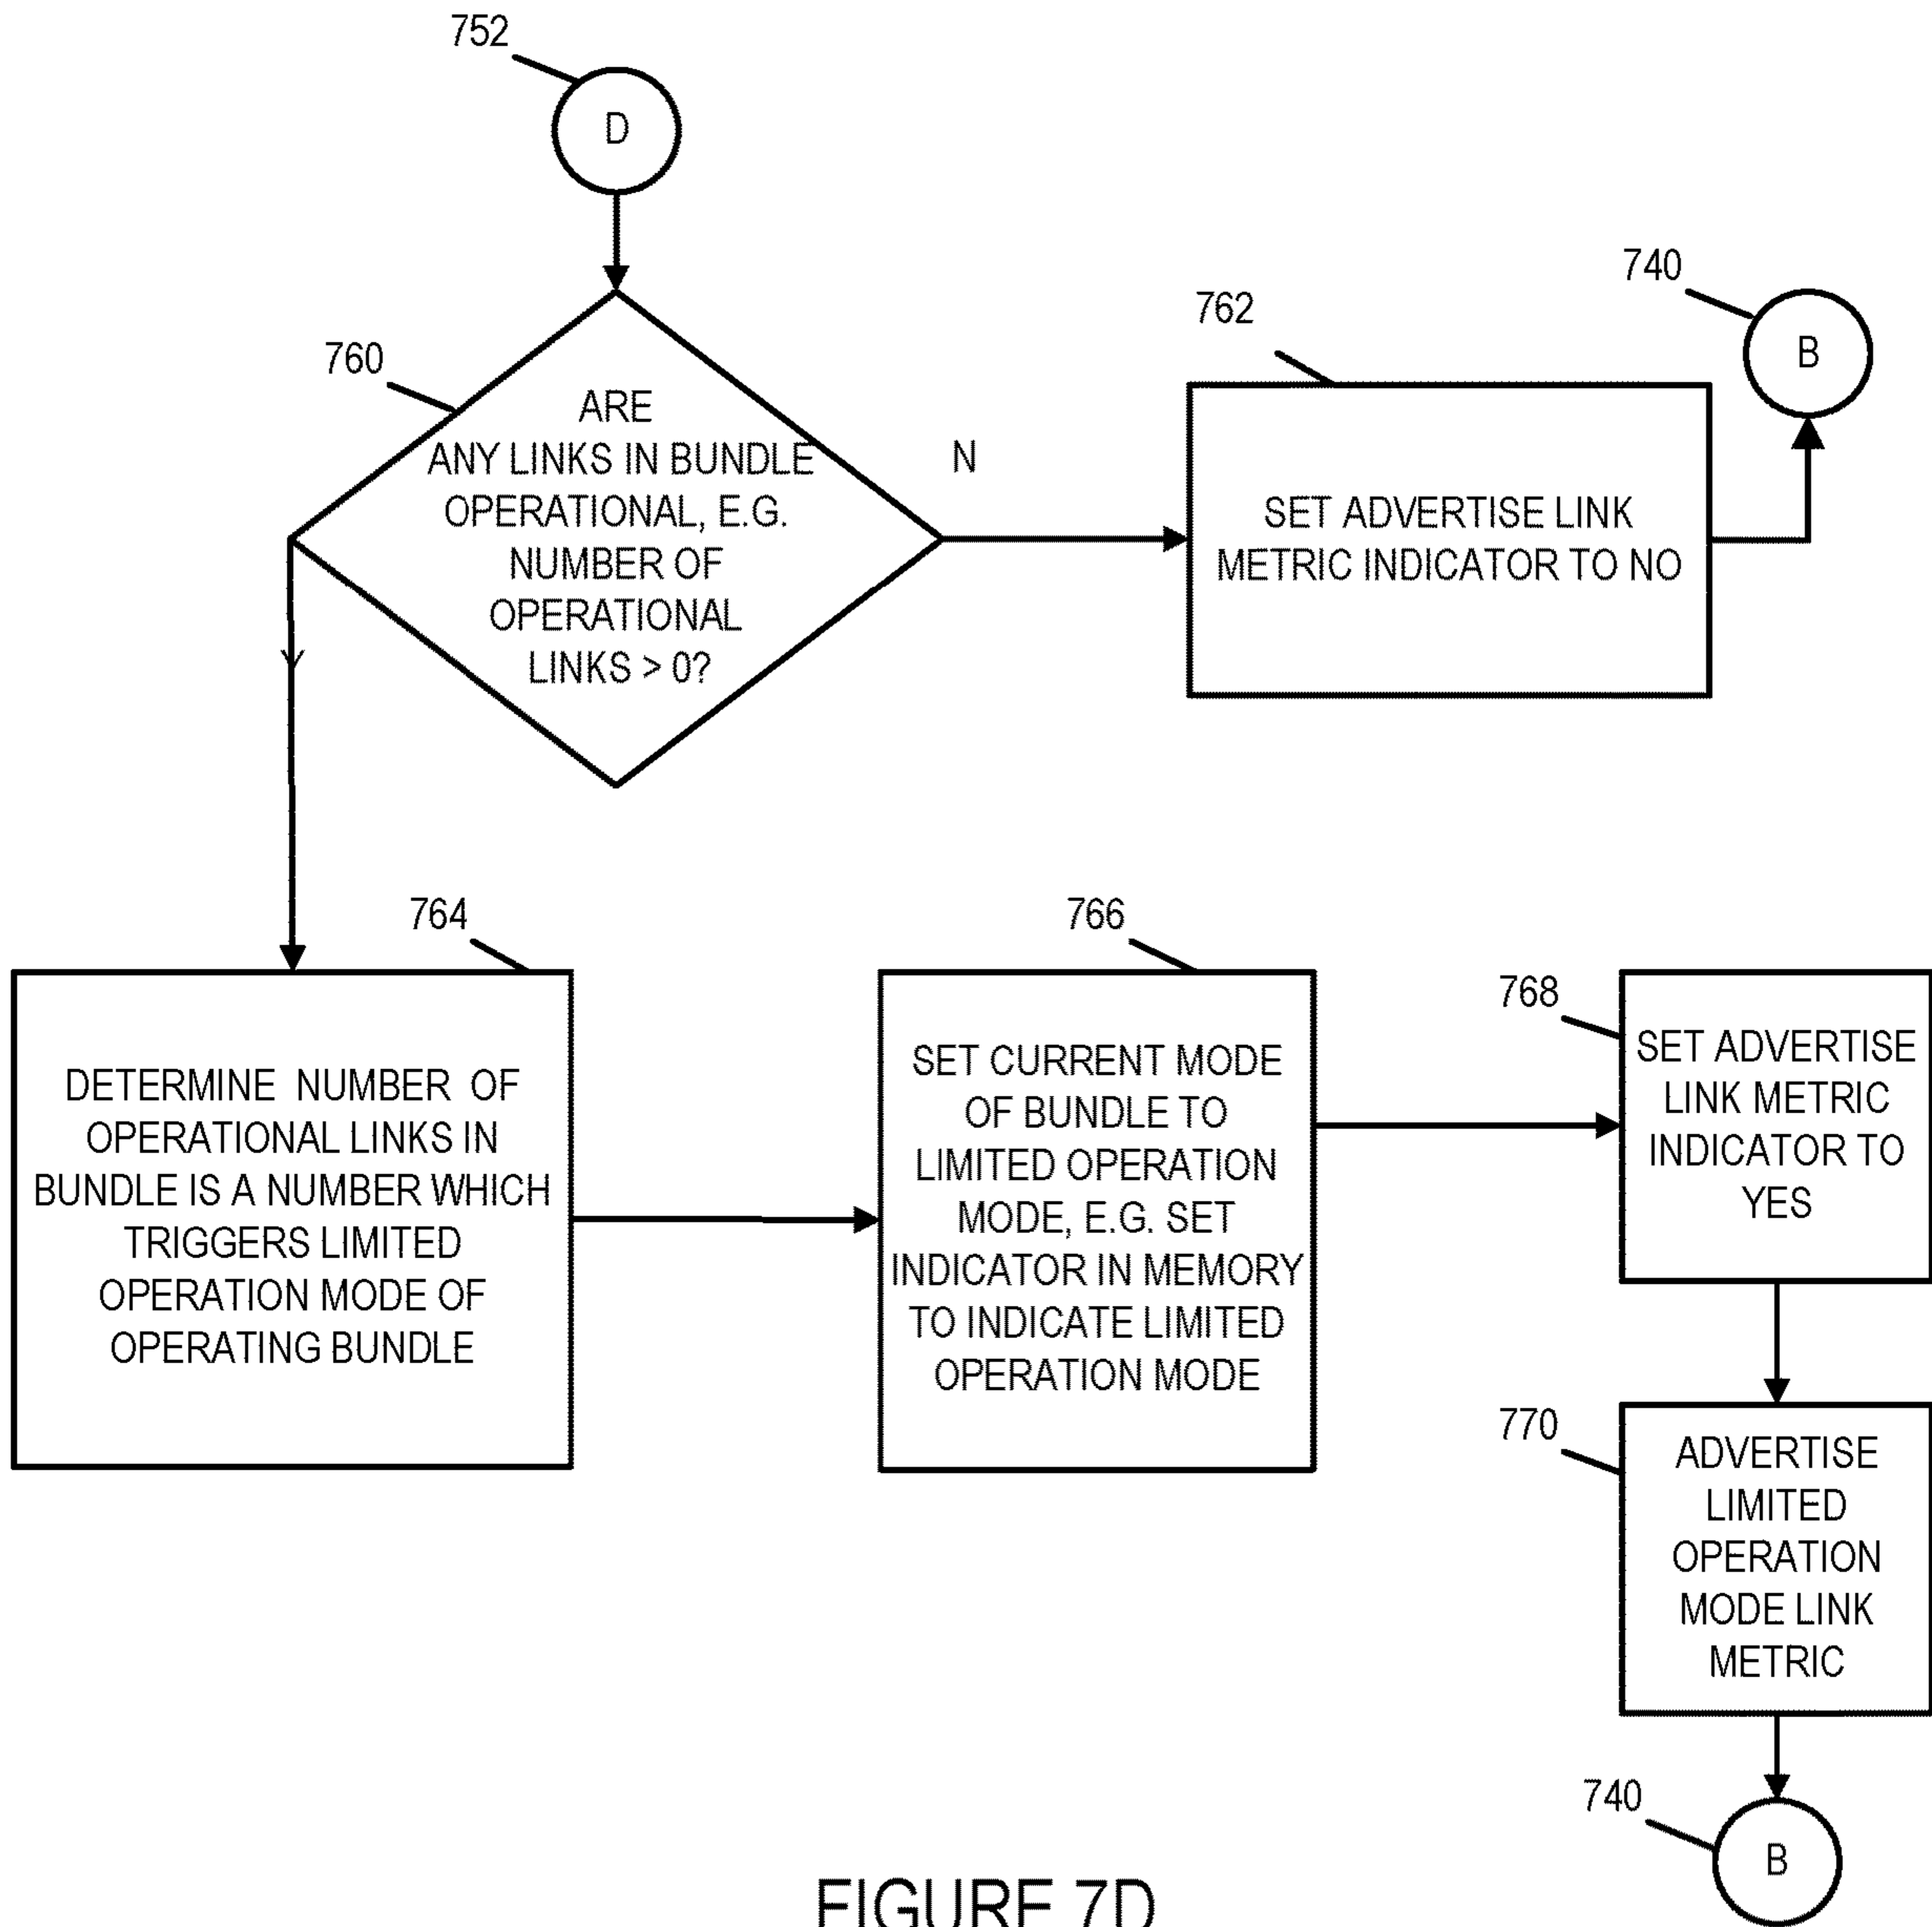 752
D
740
B
762
760
ARE
ANY LINKS IN BUNDLE
OPERATIONAL, E.G.
NUMBER OF
OPERATIONAL
LINKS > 0?
N
Y
SET ADVERTISE LINK
METRIC INDICATOR TO NO
764
DETERMINE NUMBER OF
OPERATIONAL LINKS IN
BUNDLE IS A NUMBER WHICH
TRIGGERS LIMITED
OPERATION MODE OF
OPERATING BUNDLE
766
SET CURRENT MODE
OF BUNDLE TO
LIMITED OPERATION
MODE, E.G. SET
INDICATOR IN MEMORY
TO INDICATE LIMITED
OPERATION MODE
768
SET ADVERTISE
LINK METRIC
INDICATOR TO
YES
770
ADVERTISE
LIMITED
OPERATION
MODE LINK
METRIC
740
B
FIGURE 7D